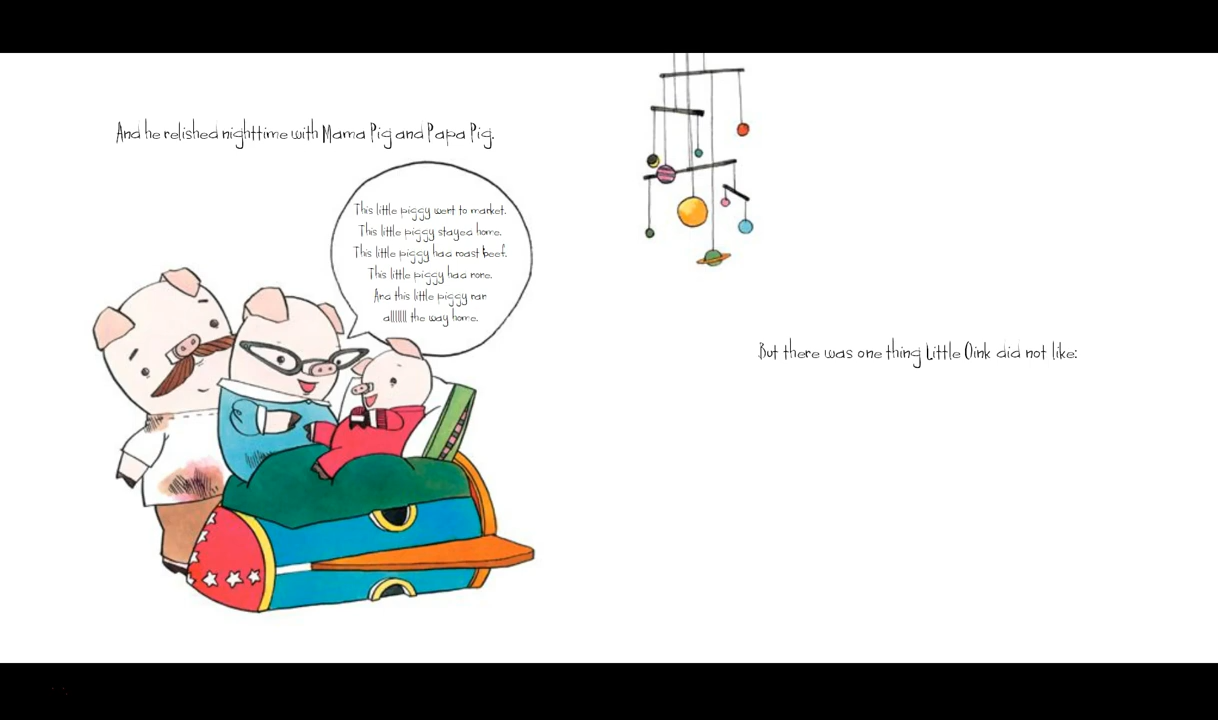 And he relished nighttime with Mama Pig and Papa Pig.
This little piggy went to market.
This little piggy stayed home.
This little piggy had roast beef.
This little piggy had none.
And this little piggy ran
alllllll the way home.
But there was one thing Little Oink did not like: